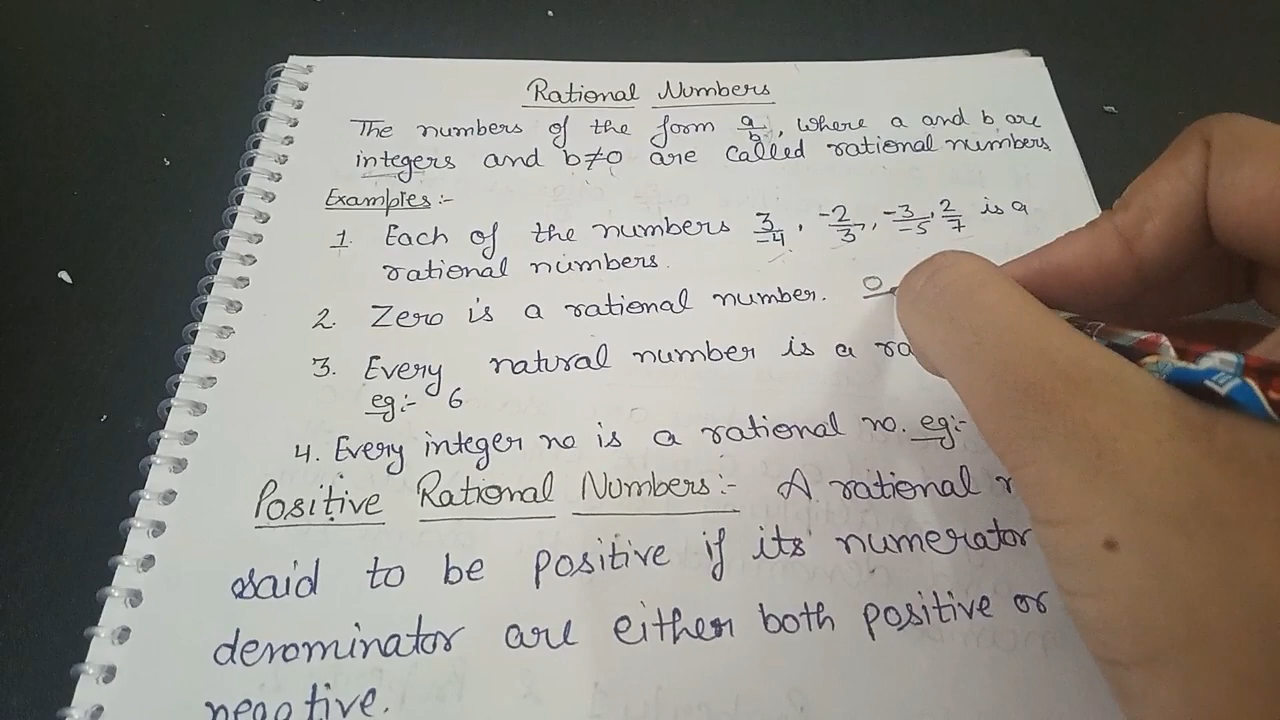 Rational Numbers
The numbers of the form a/b, where a and b are
integers and b≠0 are called rational numbers
Examples:-
1. Each of the numbers 3/-4, -2/3, -3/-5, 2/7 is a
rational numbers.
2. Zero is a rational number. 0
3. Every natural number is a
eg:- 6
4. Every integer no is a rational no. eg:-
Positive Rational Numbers:- A rational
said to be positive if its numerator
denominator are either both positive or
negative.